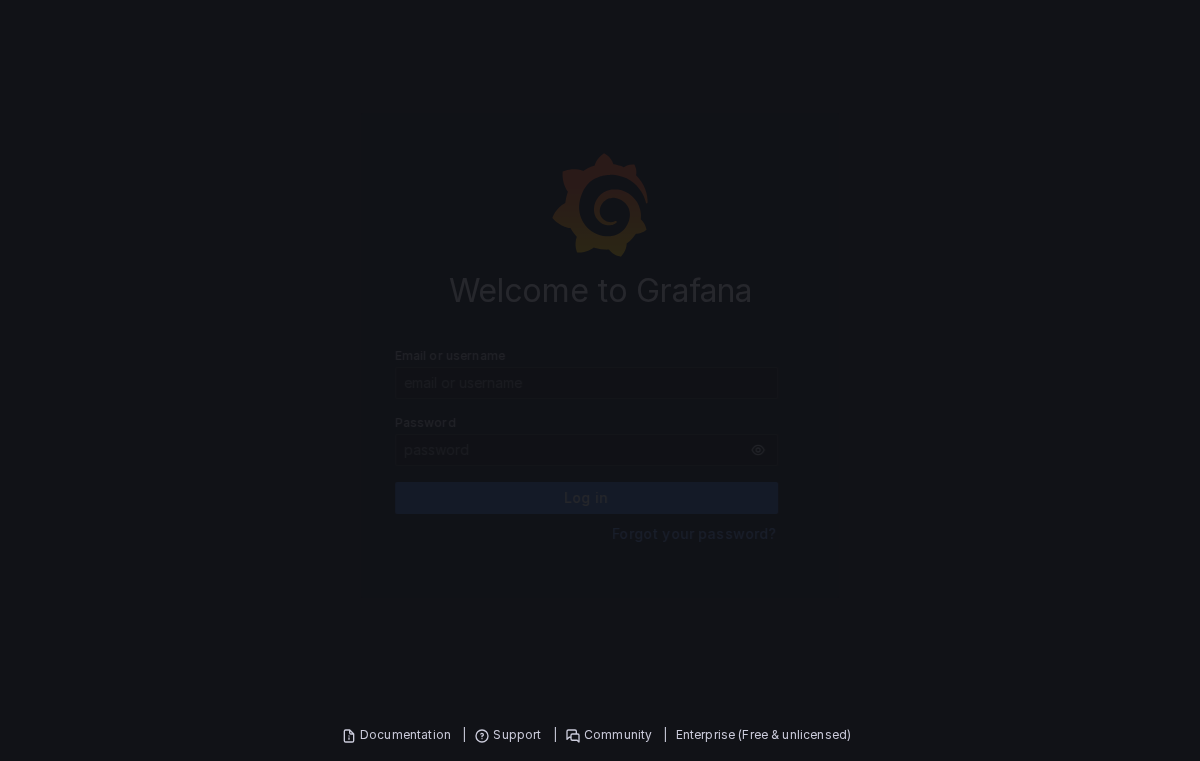 Welcome to Grafana
Email or username
email or username
Password
password
Log in
Forgot your password?
Documentation | Support | Community | Enterprise (Free & unlicensed)